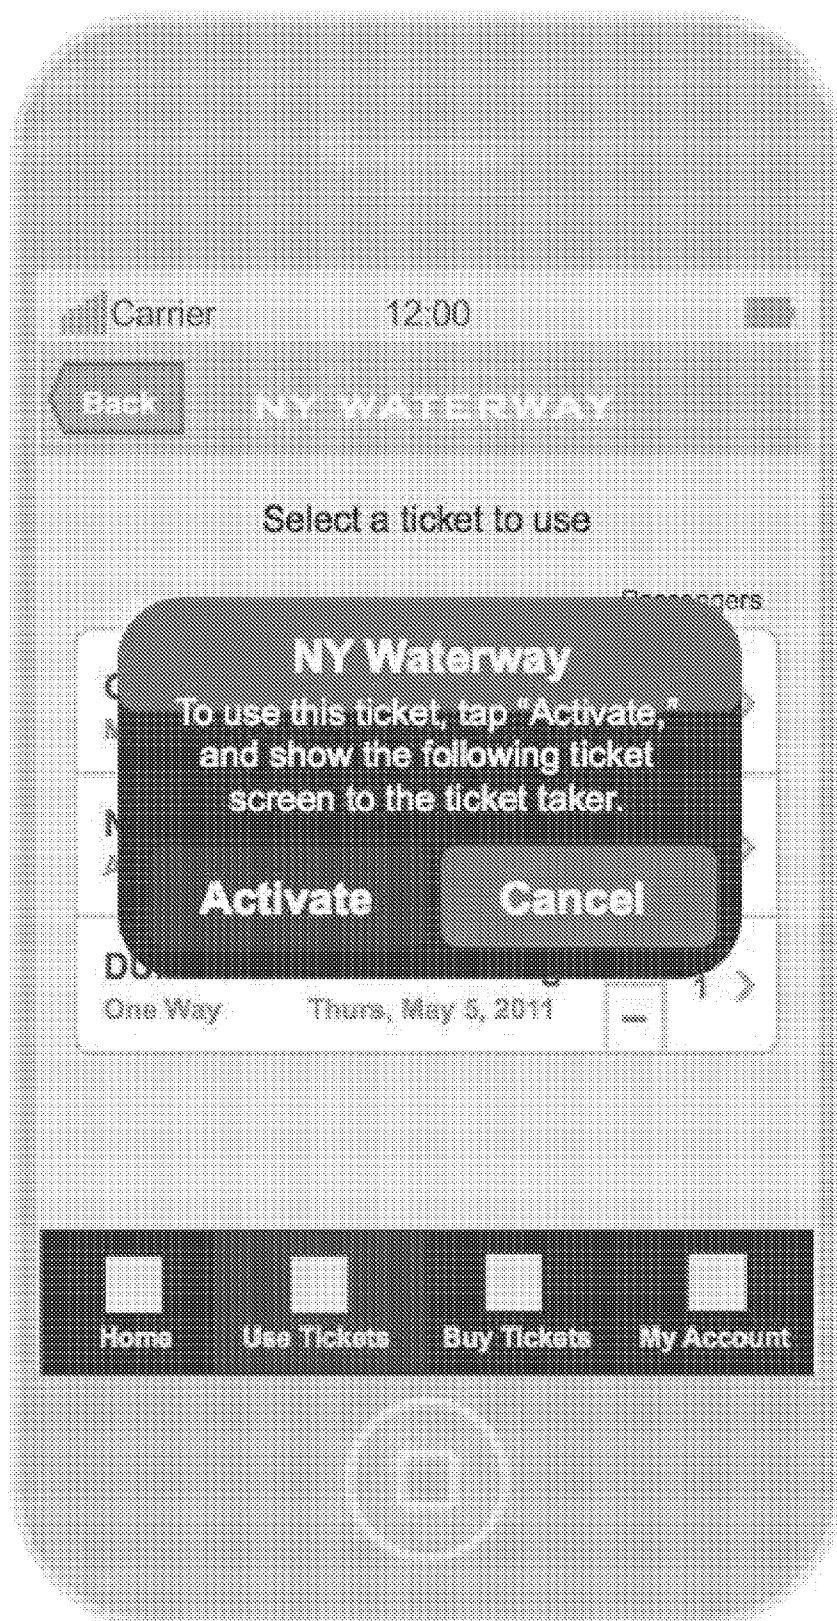 Carrier 12:00
Back NY WATERWAY
Select a ticket to use
NY Waterway
To use this ticket, tap “Activate,”
and show the following ticket
screen to the ticket taker.
Activate Cancel
1
One Way Thurs, May 5, 2011 −
Home Use Tickets Buy Tickets My Account